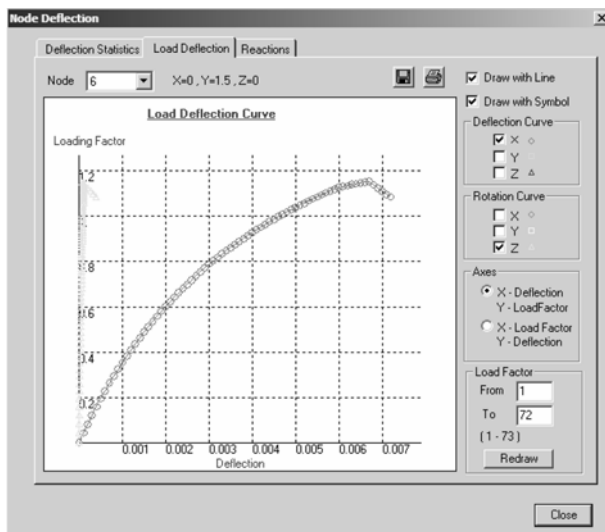 Node Deflection
Deflection Statistics Load Deflection Reactions
Node 6 X=0 , Y=1.5 , Z=0
Draw with Line
Draw with Symbol
Load Deflection Curve
Loading Factor
1.2
.8
0.6
0.4
0.2
0.001 0.002 0.003 0.004 0.005 0.006 0.007
Deflection
Deflection Curve
X
Y
Z
Rotation Curve
X
Y
Z
Axes
X - Deflection
Y - LoadFactor
X - Load Factor
Y - Deflection
Load Factor
From 1
To 72
( 1 - 73 )
Redraw
Close